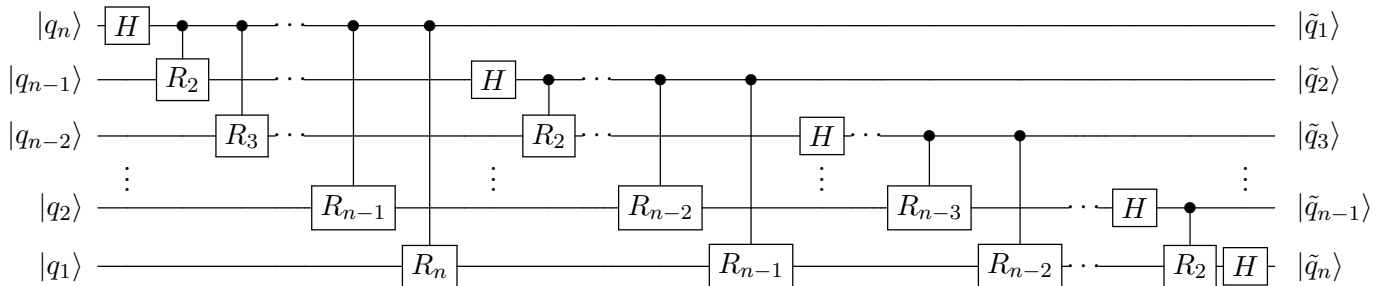 |q_n⟩ H ··· |q̃_1⟩
|q_{n−1}⟩ R_2 ··· H ··· |q̃_2⟩
|q_{n−2}⟩ R_3 ··· R_2 ··· H ··· |q̃_3⟩
⋮ ⋮ ⋮ ⋮
|q_2⟩ R_{n−1} R_{n−2} R_{n−3} ··· H |q̃_{n−1}⟩
|q_1⟩ R_n R_{n−1} R_{n−2} ··· R_2 H |q̃_n⟩